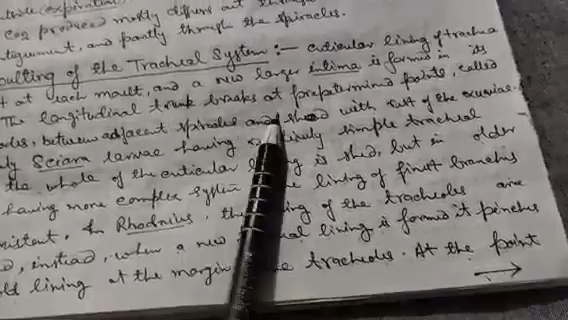 CO2 produced mostly diffuses out through
integument, and partly through the spiracles.
Moulting of the Tracheal System :— cuticular lining of trachea
at each moult, and a new larger intima is formed in its
The longitudinal trunk breaks at predetermined points, called
nodes, between adjacent spiracles and shed with rest of the exuviae.
Sciara larvae having simple tracheal
the whole of the cuticular is shed, but in older
having more complex system lining of finest branches
In Rhodnius, the of the tracheoles are
instead, when a new lining is formed it pinches
old lining at the margin tracheoles. At the point